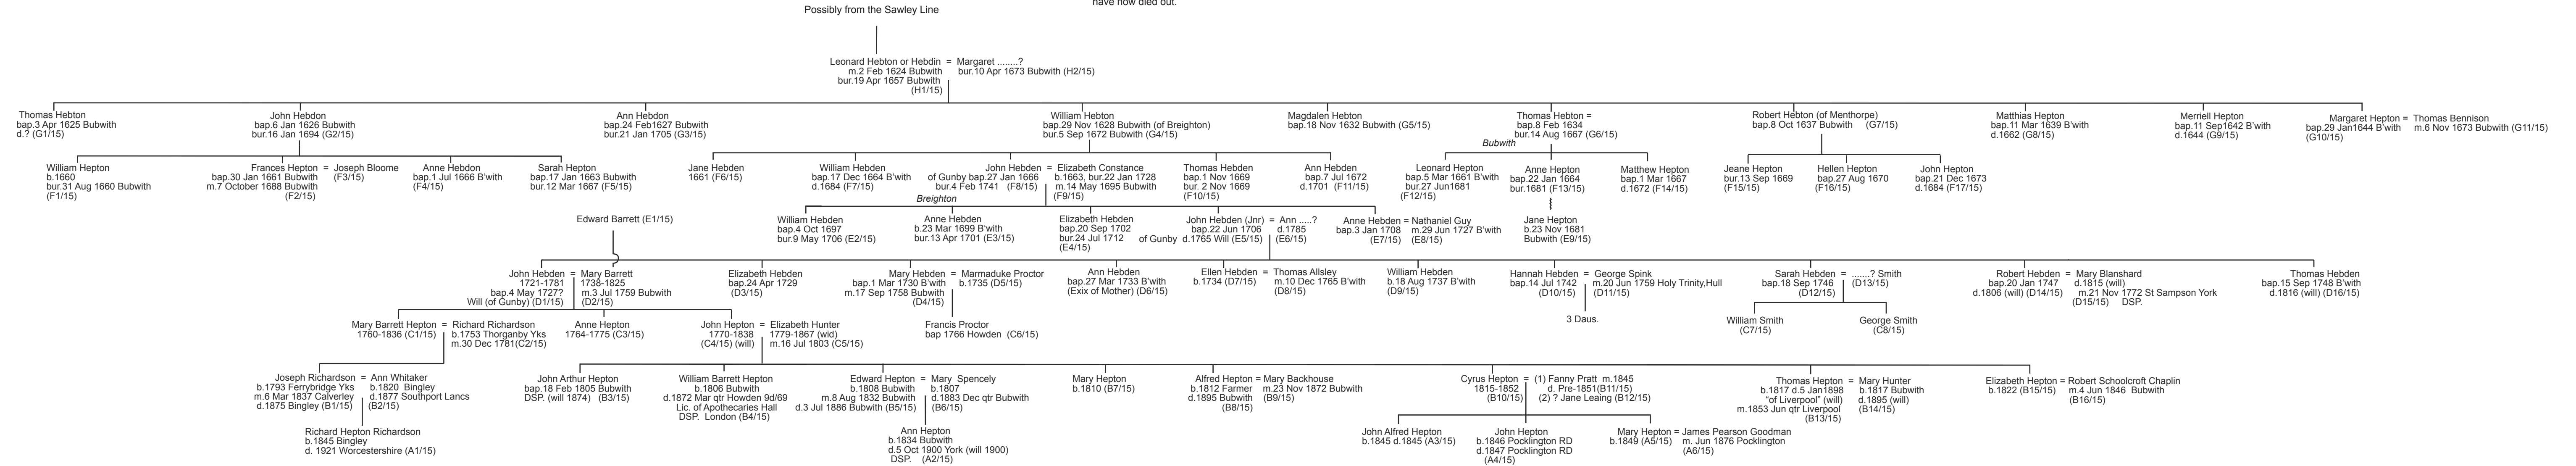 have now died out.
Possibly from the Sawley Line
Leonard Hebton or Hebdin = Margaret ........?
m.2 Feb 1624 Bubwith bur.10 Apr 1673 Bubwith (H2/15)
bur.19 Apr 1657 Bubwith
(H1/15)
Thomas Hebton
bap.3 Apr 1625 Bubwith
d.? (G1/15)
John Hebdon
bap.6 Jan 1626 Bubwith
bur.16 Jan 1694 (G2/15)
Ann Hebdon
bap.24 Feb1627 Bubwith
bur.21 Jan 1705 (G3/15)
William Hebton
bap.29 Nov 1628 Bubwith (of Breighton)
bur.5 Sep 1672 Bubwith (G4/15)
Magdalen Hebton
bap.18 Nov 1632 Bubwith (G5/15)
Thomas Hebton =
bap.8 Feb 1634
bur.14 Aug 1667 (G6/15)
Bubwith
Robert Hebton (of Menthorpe)
bap.8 Oct 1637 Bubwith (G7/15)
Matthias Hepton
bap.11 Mar 1639 B'with
d.1662 (G8/15)
Merriell Hepton
bap.11 Sep1642 B'with
d.1644 (G9/15)
Margaret Hepton = Thomas Bennison
bap.29 Jan1644 B'with m.6 Nov 1673 Bubwith (G11/15)
(G10/15)
William Hepton
b.1660
bur.31 Aug 1660 Bubwith
(F1/15)
Frances Hepton = Joseph Bloome
bap.30 Jan 1661 Bubwith (F3/15)
m.7 October 1688 Bubwith
(F2/15)
Anne Hebdon
bap.1 Jul 1666 B'with
(F4/15)
Sarah Hepton
bap.17 Jan 1663 Bubwith
bur.12 Mar 1667 (F5/15)
Jane Hebden
1661 (F6/15)
William Hebden
bap.17 Dec 1664 B'with
d.1684 (F7/15)
John Hebden = Elizabeth Constance
of Gunby bap.27 Jan 1666 b.1663, bur.22 Jan 1728
bur.4 Feb 1741 (F8/15) m.14 May 1695 Bubwith
(F9/15)
Breighton
Thomas Hebden
bap.1 Nov 1669
bur. 2 Nov 1669
(F10/15)
Ann Hebden
bap.7 Jul 1672
d.1701 (F11/15)
Leonard Hepton
bap.5 Mar 1661 B'with
bur.27 Jun1681
(F12/15)
Anne Hepton
bap.22 Jan 1664
bur.1681 (F13/15)
Matthew Hepton
bap.1 Mar 1667
d.1672 (F14/15)
Jeane Hepton
bur.13 Sep 1669
(F15/15)
Hellen Hepton
bap.27 Aug 1670
(F16/15)
John Hepton
bap.21 Dec 1673
d.1684 (F17/15)
Edward Barrett (E1/15)
William Hebden
bap.4 Oct 1697
bur.9 May 1706 (E2/15)
Anne Hebden
b.23 Mar 1699 B'with
bur.13 Apr 1701 (E3/15)
Elizabeth Hebden
bap.20 Sep 1702
bur.24 Jul 1712
(E4/15)
John Hebden (Jnr) = Ann .....?
bap.22 Jun 1706 d.1785
of Gunby d.1765 Will (E5/15) (E6/15)
Anne Hebden = Nathaniel Guy
bap.3 Jan 1708 m.29 Jun 1727 B'with
(E7/15) (E8/15)
Jane Hepton
b.23 Nov 1681
Bubwith (E9/15)
John Hebden = Mary Barrett
1721-1781 1738-1825
bap.4 May 1727? m.3 Jul 1759 Bubwith
Will (of Gunby) (D1/15) (D2/15)
Elizabeth Hebden
bap.24 Apr 1729
(D3/15)
Mary Hebden = Marmaduke Proctor
bap.1 Mar 1730 B'with b.1735 (D5/15)
m.17 Sep 1758 Bubwith
(D4/15)
Ann Hebden
bap.27 Mar 1733 B'with
(Exix of Mother) (D6/15)
Ellen Hebden = Thomas Allsley
b.1734 (D7/15) m.10 Dec 1765 B'with
(D8/15)
William Hebden
b.18 Aug 1737 B'with
(D9/15)
Hannah Hebden = George Spink
bap.14 Jul 1742 m.20 Jun 1759 Holy Trinity,Hull
(D10/15) (D11/15)
Sarah Hebden = .......? Smith
bap.18 Sep 1746 (D13/15)
(D12/15)
Robert Hebden = Mary Blanshard
bap.20 Jan 1747 d.1815 (will)
d.1806 (will) (D14/15) m.21 Nov 1772 St Sampson York
(D15/15) DSP.
Thomas Hebden
bap.15 Sep 1748 B'with
d.1816 (will) (D16/15)
Mary Barrett Hepton = Richard Richardson
1760-1836 (C1/15) b.1753 Thorganby Yks
m.30 Dec 1781(C2/15)
Anne Hepton
1764-1775 (C3/15)
John Hepton = Elizabeth Hunter
1770-1838 1779-1867 (wid)
(C4/15) (will) m.16 Jul 1803 (C5/15)
Francis Proctor
bap 1766 Howden (C6/15)
3 Daus.
William Smith
(C7/15)
George Smith
(C8/15)
Joseph Richardson = Ann Whitaker
b.1793 Ferrybridge Yks b.1820 Bingley
m.6 Mar 1837 Calverley d.1877 Southport Lancs
d.1875 Bingley (B1/15) (B2/15)
John Arthur Hepton
bap.18 Feb 1805 Bubwith
DSP. (will 1874) (B3/15)
William Barrett Hepton
b.1806 Bubwith
d.1872 Mar qtr Howden 9d/69
Lic. of Apothecaries Hall
DSP. London (B4/15)
Edward Hepton = Mary Spencely
b.1808 Bubwith b.1807
m.8 Aug 1832 Bubwith d.1883 Dec qtr Bubwith
d.3 Jul 1886 Bubwith (B5/15) (B6/15)
Mary Hepton
b.1810 (B7/15)
Alfred Hepton = Mary Backhouse
b.1812 Farmer m.23 Nov 1872 Bubwith
d.1895 Bubwith (B9/15)
(B8/15)
Cyrus Hepton = (1) Fanny Pratt m.1845
1815-1852 d. Pre-1851(B11/15)
(B10/15) (2) ? Jane Leaing (B12/15)
Thomas Hepton = Mary Hunter
b.1817 d.5 Jan1898 b.1817 Bubwith
"of Liverpool" (will) d.1895 (will)
m.1853 Jun qtr Liverpool (B14/15)
(B13/15)
Elizabeth Hepton = Robert Schoolcroft Chaplin
b.1822 (B15/15) m.4 Jun 1846 Bubwith
(B16/15)
Richard Hepton Richardson
b.1845 Bingley
d. 1921 Worcestershire (A1/15)
Ann Hepton
b.1834 Bubwith
d.5 Oct 1900 York (will 1900)
DSP. (A2/15)
John Alfred Hepton
b.1845 d.1845 (A3/15)
John Hepton
b.1846 Pocklington RD
d.1847 Pocklington RD
(A4/15)
Mary Hepton = James Pearson Goodman
b.1849 (A5/15) m. Jun 1876 Pocklington
(A6/15)